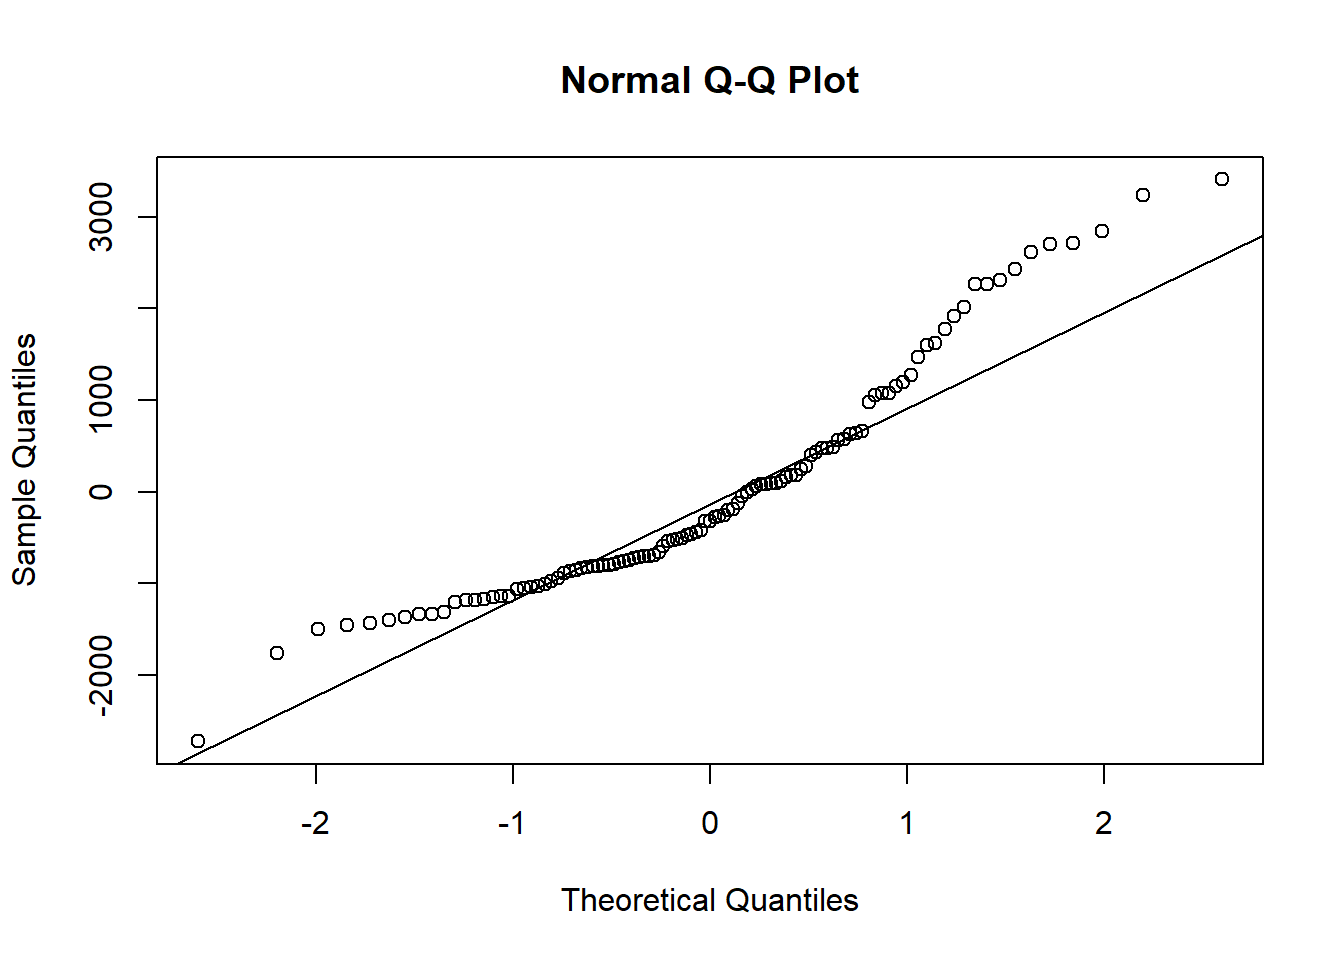 Normal Q-Q Plot
Sample Quantiles
3000
1000
0
-2000
-2 -1 0 1 2
Theoretical Quantiles